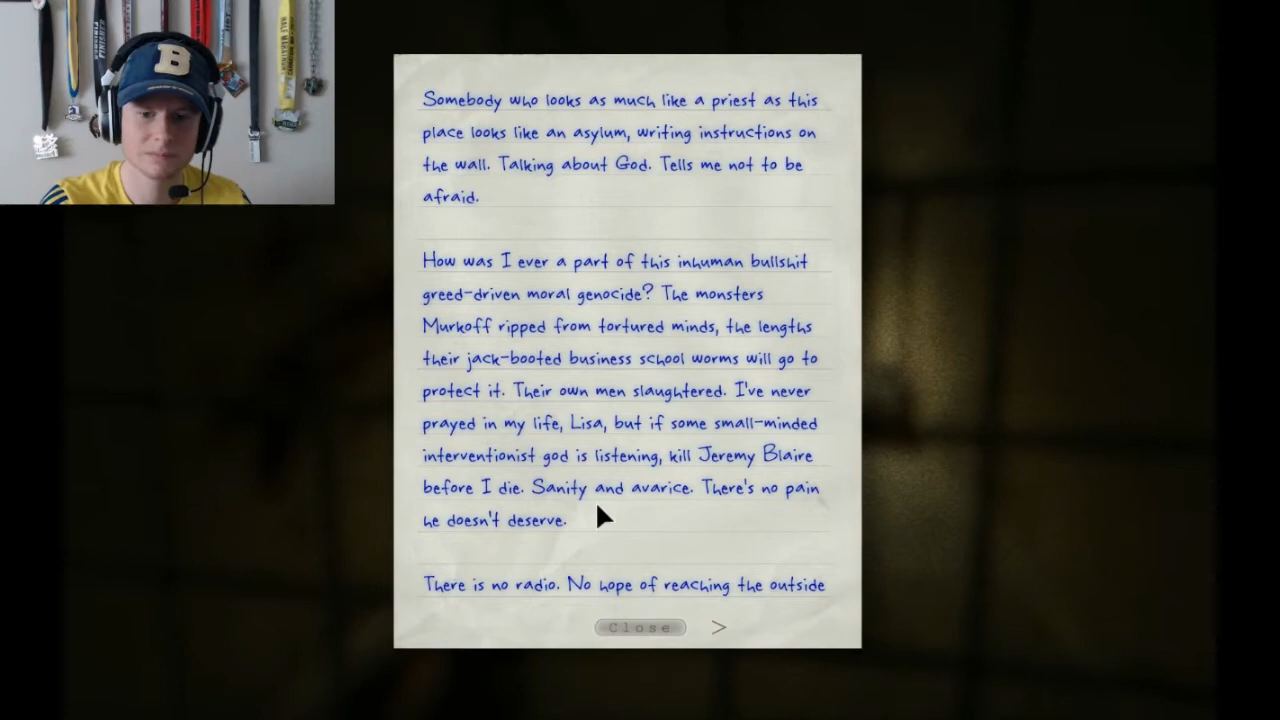 B
FINISHER
FINISHER
HALF MARATHON
Somebody who looks as much like a priest as this
place looks like an asylum, writing instructions on
the wall. Talking about God. Tells me not to be
afraid.
How was I ever a part of this inhuman bullshit
greed-driven moral genocide? The monsters
Murkoff ripped from tortured minds, the lengths
their jack-booted business school worms will go to
protect it. Their own men slaughtered. I've never
prayed in my life, Lisa, but if some small-minded
interventionist god is listening, kill Jeremy Blaire
before I die. Sanity and avarice. There's no pain
he doesn't deserve.
There is no radio. No hope of reaching the outside
Close >